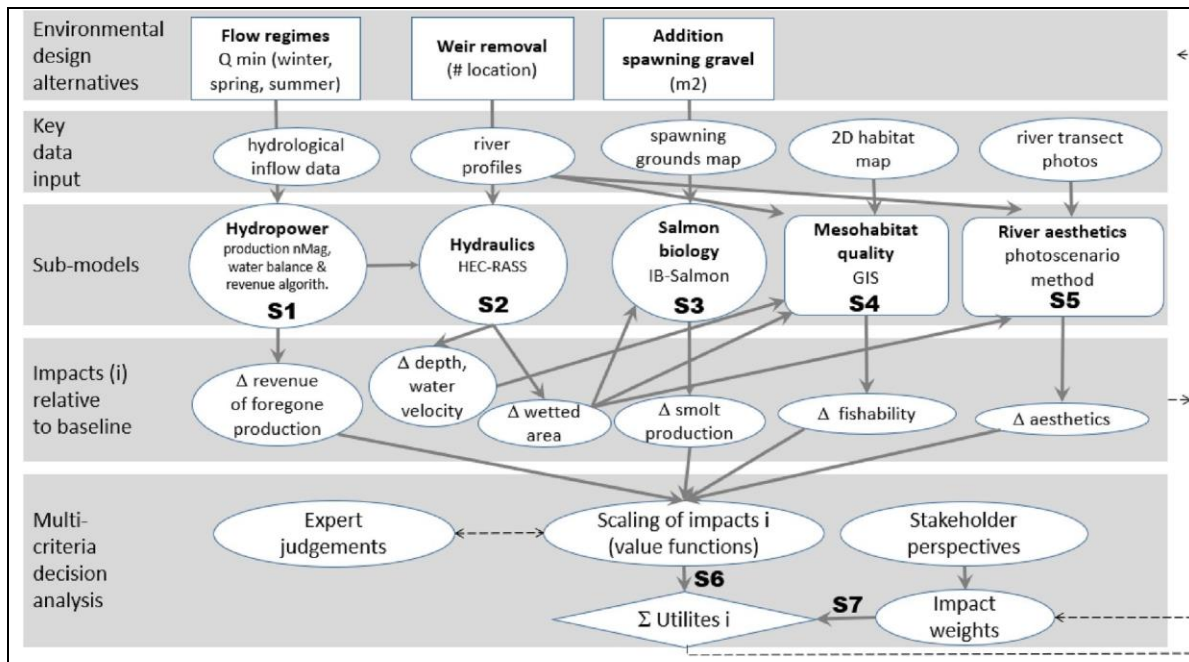 Environmental
design
alternatives
Flow regimes
Q min (winter,
spring, summer)
Weir removal
(# location)
Addition
spawning gravel
(m2)
Key
data
input
hydrological
inflow data
river
profiles
spawning
grounds map
2D habitat
map
river transect
photos
Sub-models
Hydropower
production nMag,
water balance &
revenue algorith.
S1
Hydraulics
HEC-RASS
S2
Salmon
biology
IB-Salmon
S3
Mesohabitat
quality
GIS
S4
River aesthetics
photoscenario
method
S5
Impacts (i)
relative
to baseline
Δ revenue
of foregone
production
Δ depth,
water
velocity
Δ wetted
area
Δ smolt
production
Δ fishability
Δ aesthetics
Multi-
criteria
decision
analysis
Expert
judgements
Scaling of impacts i
(value functions)
Stakeholder
perspectives
S6
Σ Utilites i
S7
Impact
weights